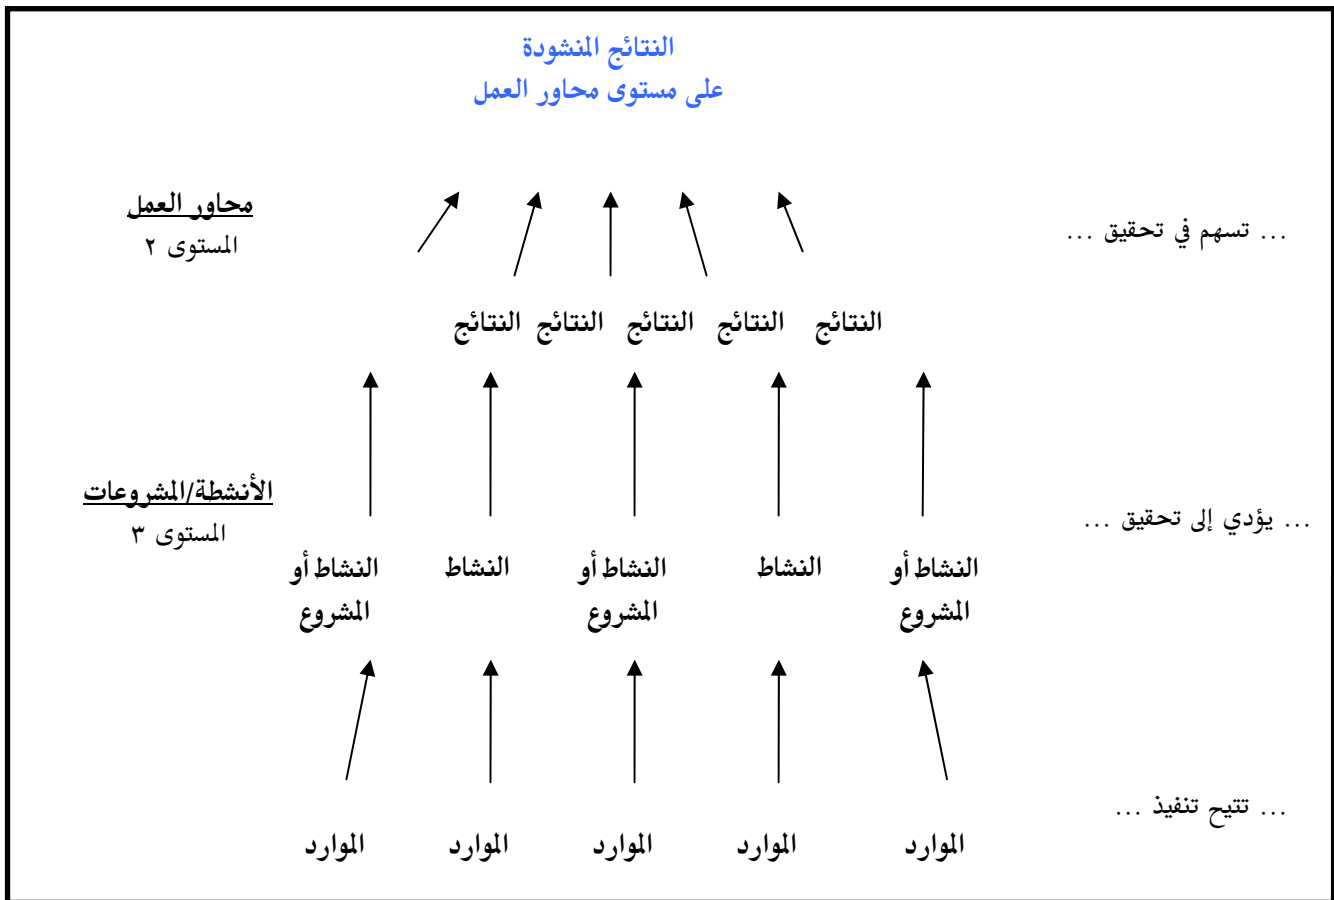 النتائج المنشودة
على مستوى محاور العمل
محاور العمل
المستوى ٢
... تسهم في تحقيق ...
النتائج النتائج النتائج النتائج النتائج
الأنشطة/المشروعات
المستوى ٣
... يؤدي إلى تحقيق ...
النشاط أو
المشروع
النشاط
النشاط أو
المشروع
النشاط
النشاط أو
المشروع
... تتيح تنفيذ ...
الموارد الموارد الموارد الموارد الموارد